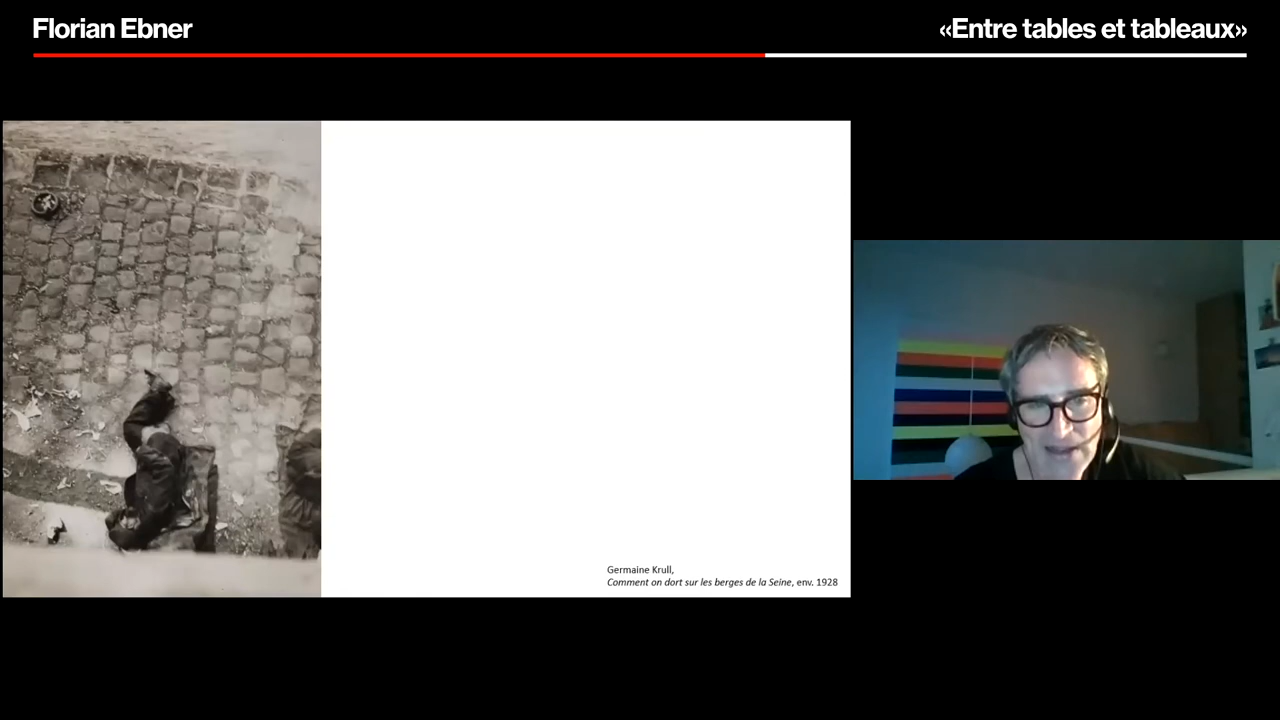 Florian Ebner
«Entre tables et tableaux»
Germaine Krull,
Comment on dort sur les berges de la Seine, env. 1928